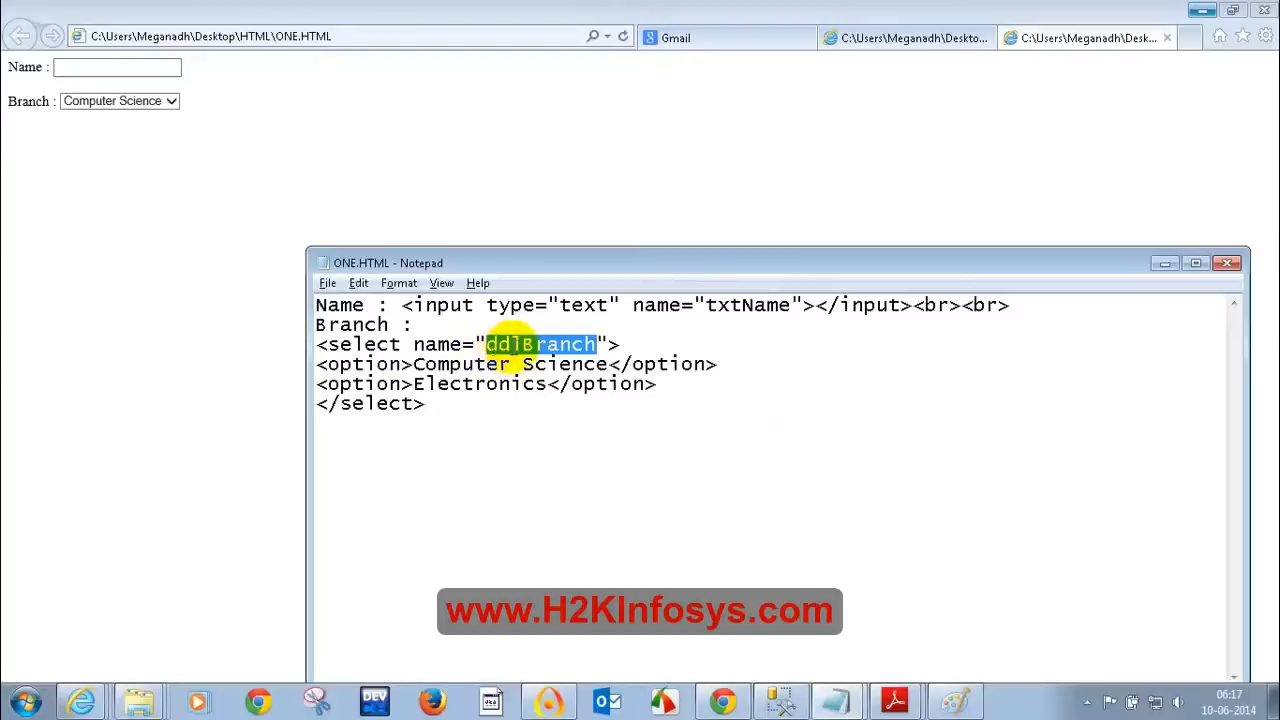 C:\Users\Meganadh\Desktop\HTML\ONE.HTML
Gmail
C:\Users\Meganadh\Deskto...
C:\Users\Meganadh\Desk...
Name :
Branch : Computer Science
ONE.HTML - Notepad
File Edit Format View Help
Name : <input type="text" name="txtName"></input><br><br>
Branch :
<select name="ddlBranch">
<option>Computer Science</option>
<option>Electronics</option>
</select>
www.H2KInfosys.com
DEV
06:17
10-06-2014